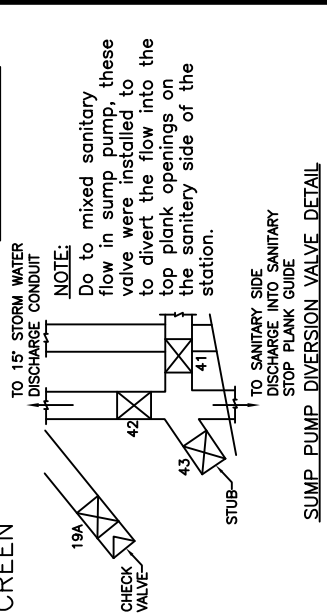 CREEN
TO 15' STORM WATER
DISCHARGE CONDUIT
NOTE:
Do to mixed sanitary
flow in sump pump, these
valve were installed to
to divert the flow into the
top plank openings on
the sanitery side of the
station.
19A
42
41
43
CHECK
VALVE
STUB
TO SANITARY SIDE
DISCHARGE INTO SANITARY
STOP PLANK GUIDE
SUMP PUMP DIVERSION VALVE DETAIL